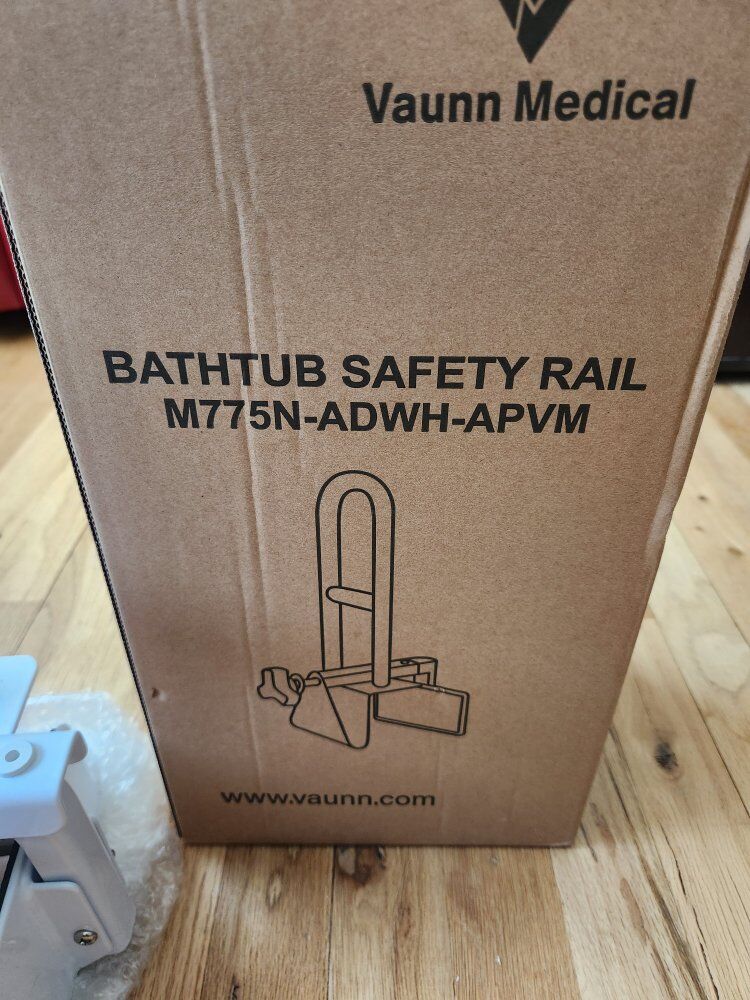 Vaunn Medical
BATHTUB SAFETY RAIL
M775N-ADWH-APVM
www.vaunn.com